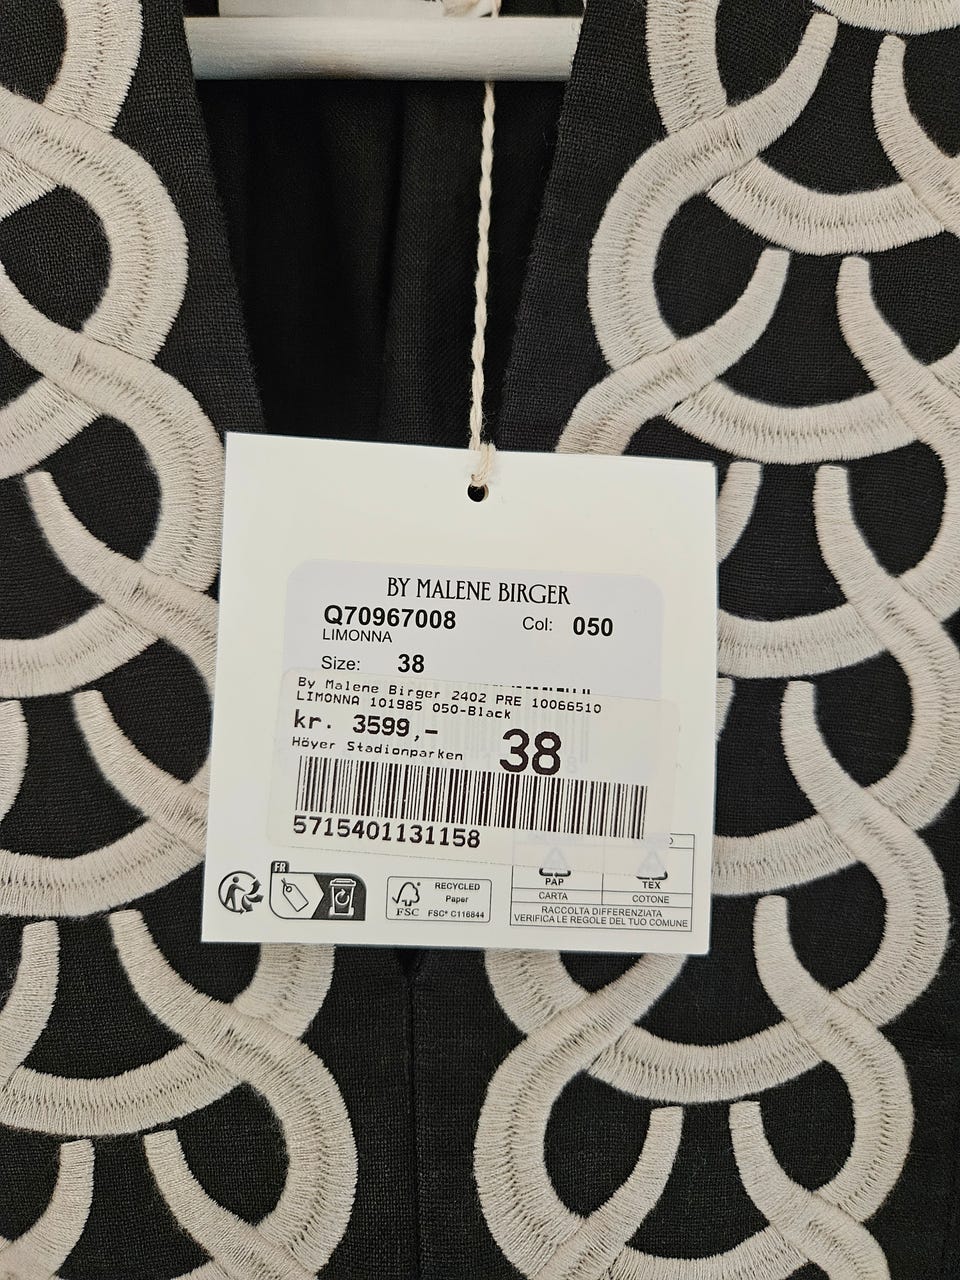 BY MALENE BIRGER
Q70967008 Col: 050
LIMONNA
Size: 38
By Malene Birger 2402 PRE 10066510
LIMONNA 101985 050-Black
kr. 3599,- 38
Höyer Stadionparken
5715401131158
FR
FSC
RECYCLED
Paper
FSC® C116844
PAP TEX
CARTA COTONE
RACCOLTA DIFFERENZIATA
VERIFICA LE REGOLE DEL TUO COMUNE